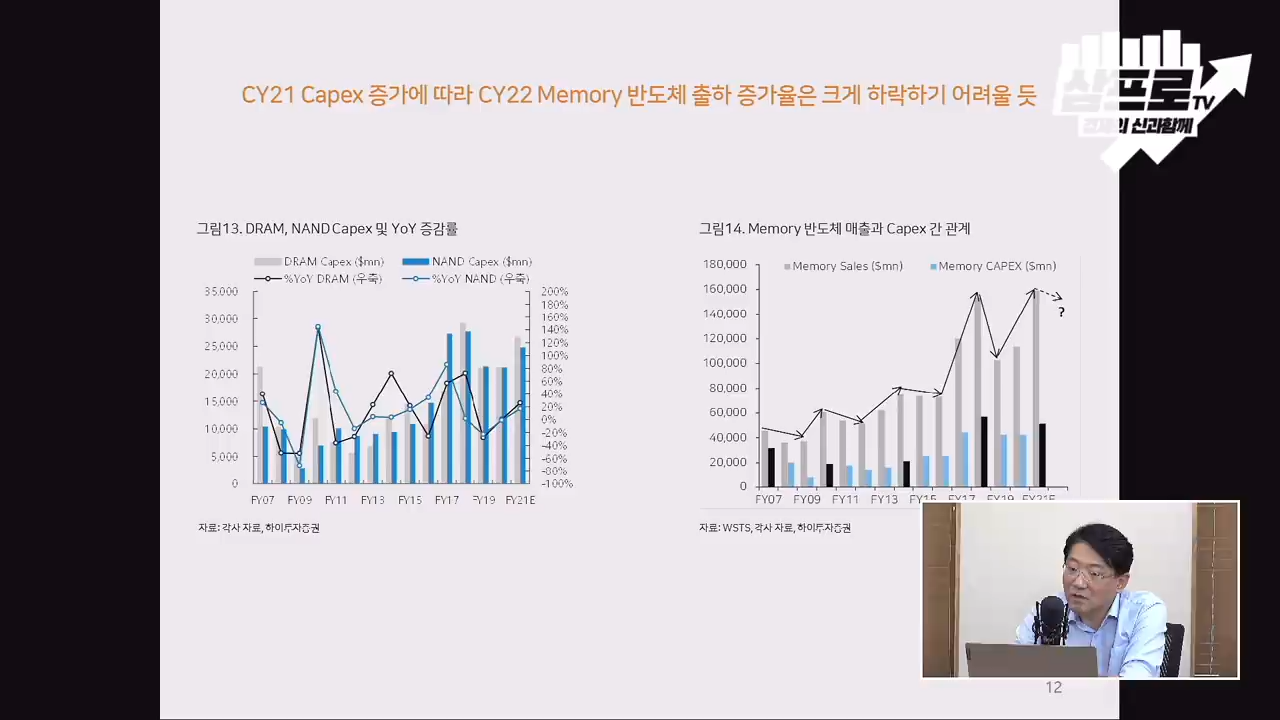 CY21 Capex 증가에 따라 CY22 Memory 반도체 출하 증가율은 크게 하락하기 어려울 듯
삼프로TV
경제의 신과함께
그림13. DRAM, NAND Capex 및 YoY 증감률
DRAM Capex ($mn)
NAND Capex ($mn)
%YoY DRAM (우축)
%YoY NAND (우축)
35,000
30,000
25,000
20,000
15,000
10,000
5,000
0
200%
180%
160%
140%
120%
100%
80%
60%
40%
20%
0%
-20%
-40%
-60%
-80%
-100%
FY07 FY09 FY11 FY13 FY15 FY17 FY19 FY21E
자료: 각사 자료, 하이투자증권
그림14. Memory 반도체 매출과 Capex 간 관계
Memory Sales ($mn)
Memory CAPEX ($mn)
180,000
160,000
140,000
120,000
100,000
80,000
60,000
40,000
20,000
0
?
FY07 FY09 FY11 FY13 FY15 FY17 FY19 FY21E
자료: WSTS, 각사 자료, 하이투자증권
12